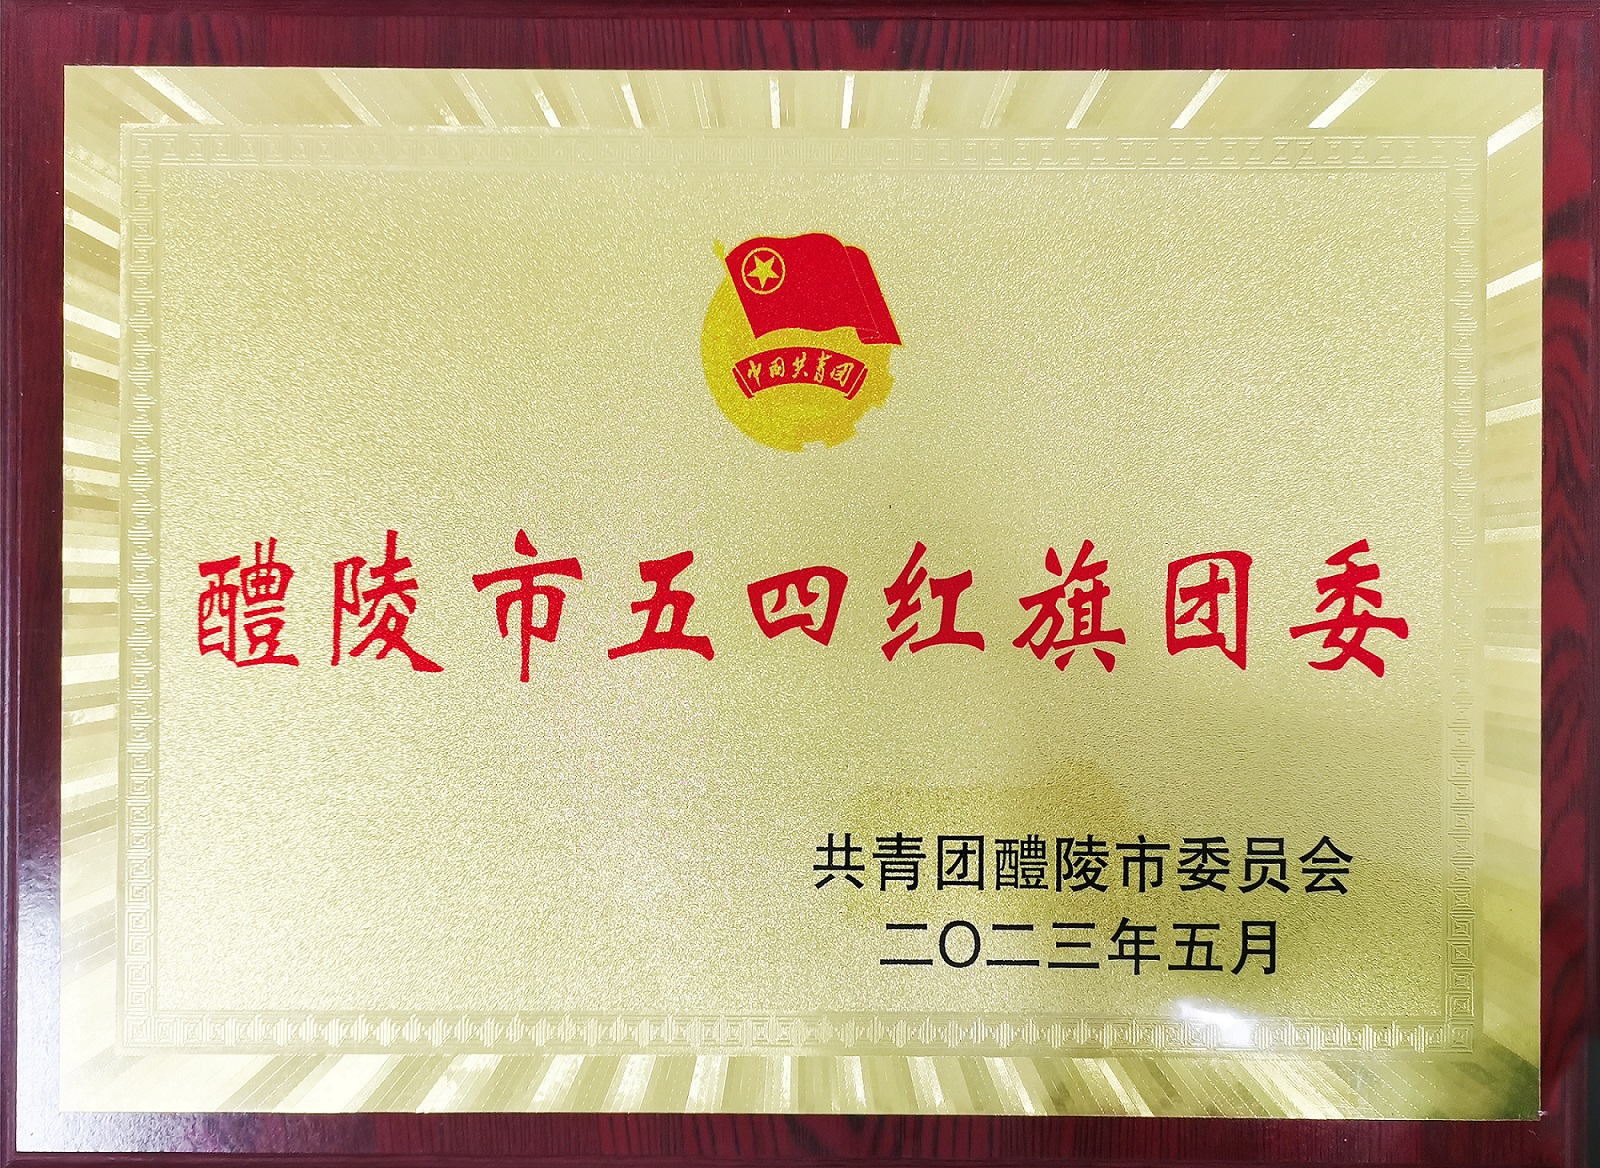 中国共青团
醴陵市五四红旗团委
共青团醴陵市委员会
二〇二三年五月